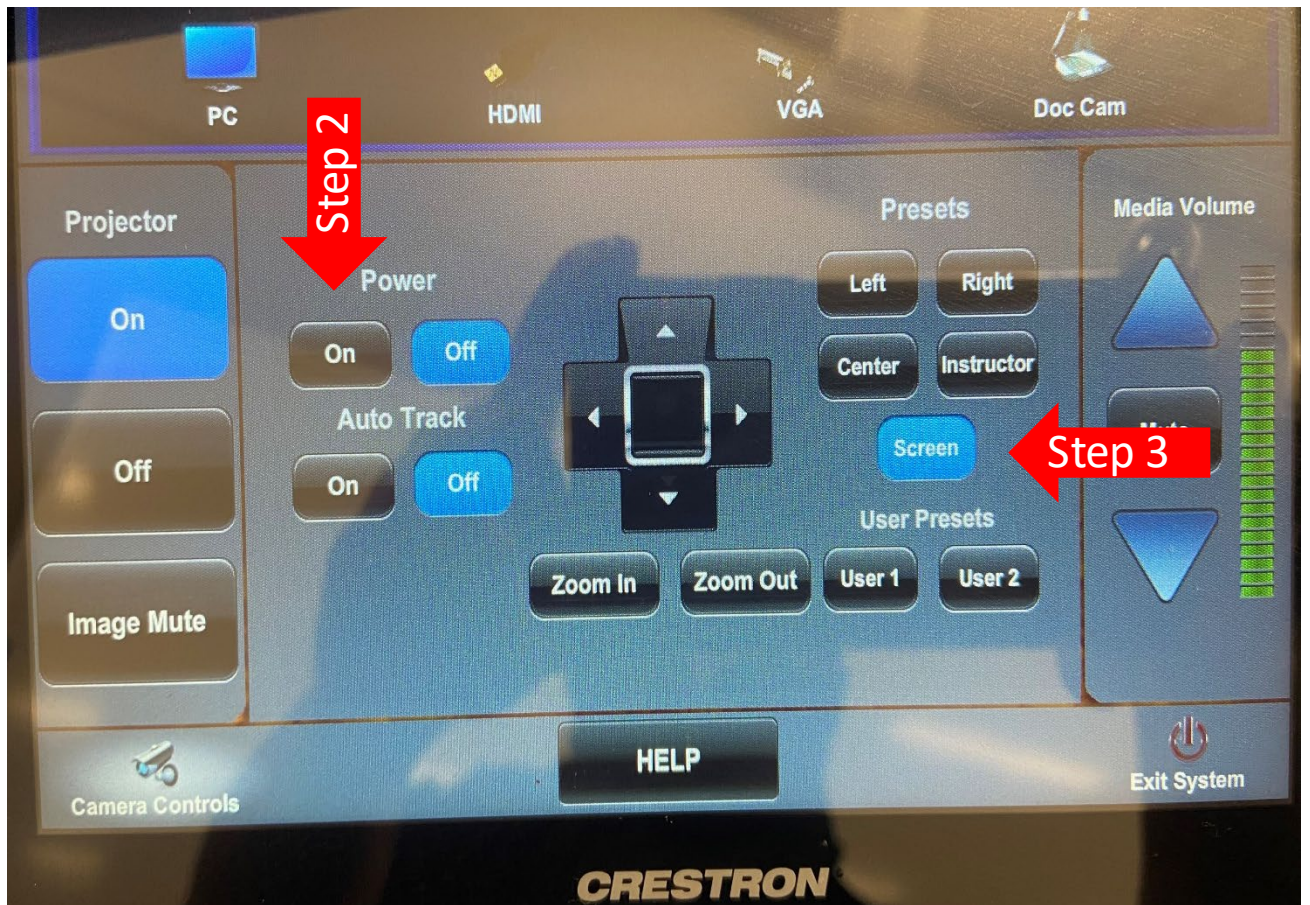 PC
HDMI
VGA
Doc Cam
Step 2
Projector
On
Off
Image Mute
Power
On
Off
Auto Track
On
Off
Zoom In
Zoom Out
Presets
Left
Right
Center
Instructor
Screen
Step 3
User Presets
User 1
User 2
Media Volume
Mute
Camera Controls
HELP
Exit System
CRESTRON